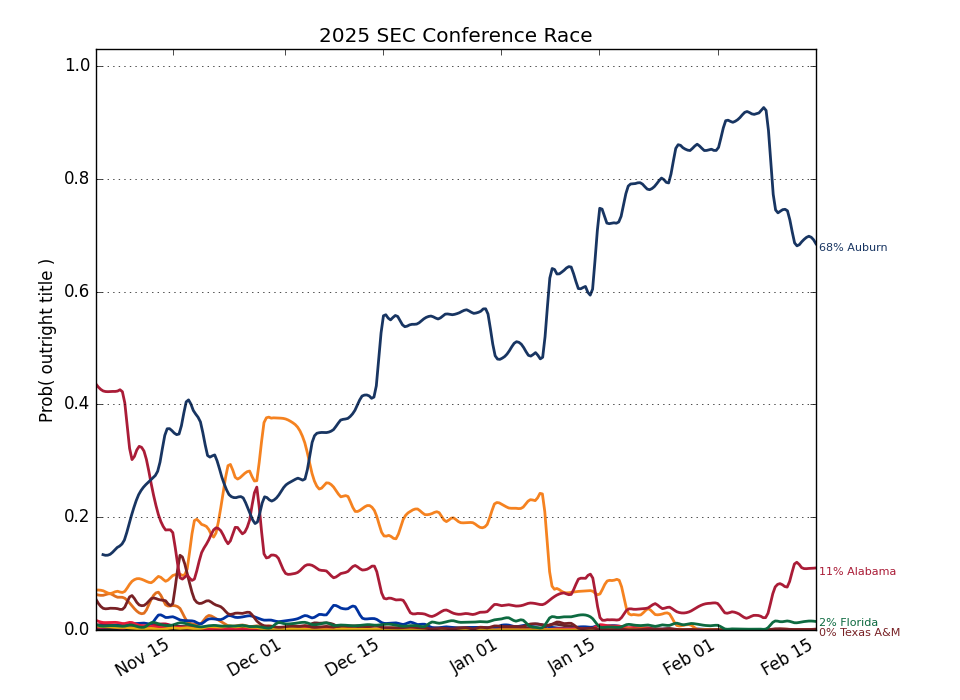 2025 SEC Conference Race
Prob( outright title )
1.0
0.8
0.6
0.4
0.2
0.0
68% Auburn
11% Alabama
2% Florida
0% Texas A&M
Nov 15
Dec 01
Dec 15
Jan 01
Jan 15
Feb 01
Feb 15